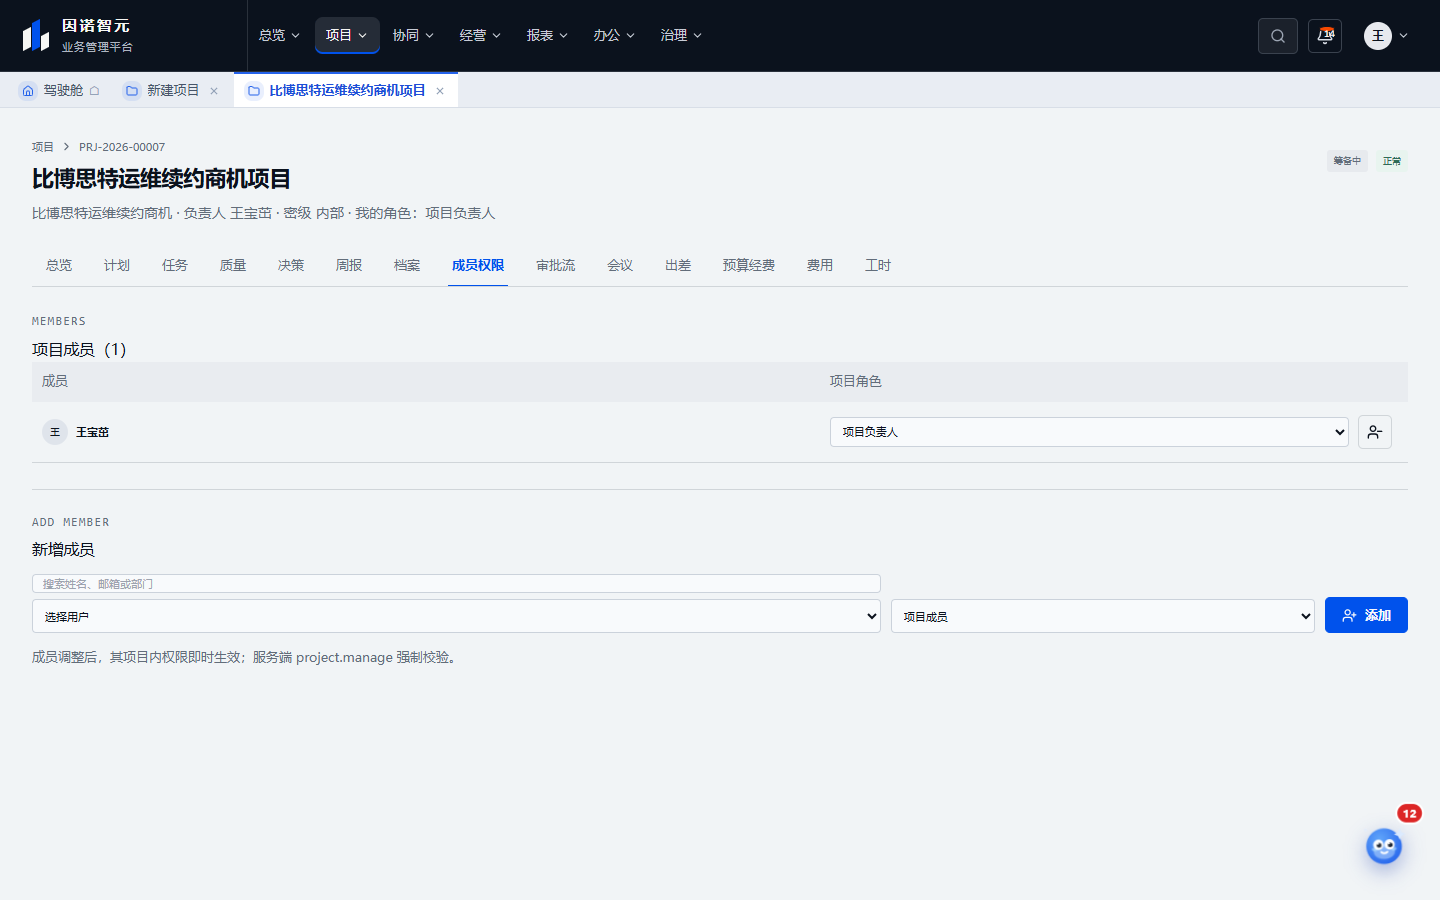 因诺智元
业务管理平台
总览 项目 协同 经营 报表 办公 治理
14
王
驾驶舱 新建项目 比博思特运维续约商机项目
项目 PRJ-2026-00007
比博思特运维续约商机项目
筹备中 正常
比博思特运维续约商机 · 负责人 王宝茁 · 密级 内部 · 我的角色：项目负责人
总览 计划 任务 质量 决策 周报 档案 成员权限 审批流 会议 出差 预算经费 费用 工时
MEMBERS
项目成员（1）
成员 项目角色
王 王宝茁 项目负责人
ADD MEMBER
新增成员
搜索姓名、邮箱或部门
选择用户 项目成员 添加
成员调整后，其项目内权限即时生效；服务端 project.manage 强制校验。
12